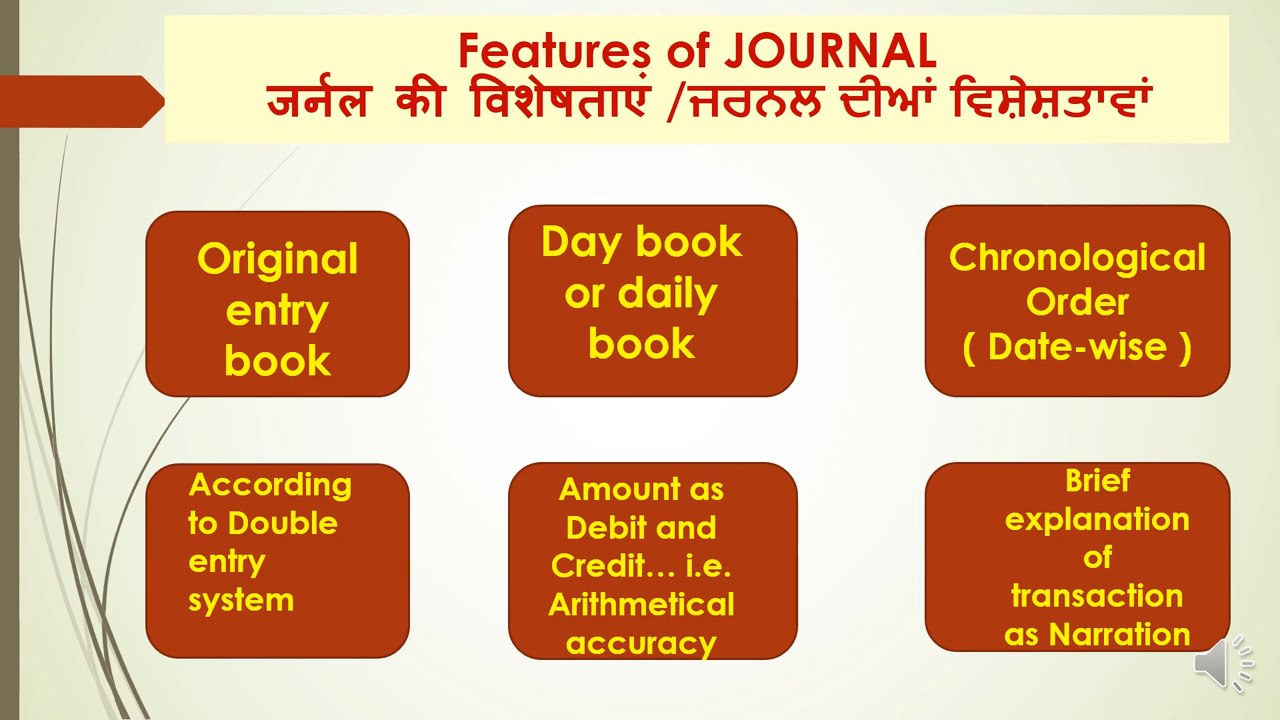 Features of JOURNAL
जर्नल की विशेषताएं /ਜਰਨਲ ਦੀਆਂ ਵਿਸ਼ੇਸ਼ਤਾਵਾਂ
Original
entry
book
Day book
or daily
book
Chronological
Order
( Date-wise )
According
to Double
entry
system
Amount as
Debit and
Credit... i.e.
Arithmetical
accuracy
Brief
explanation
of
transaction
as Narration